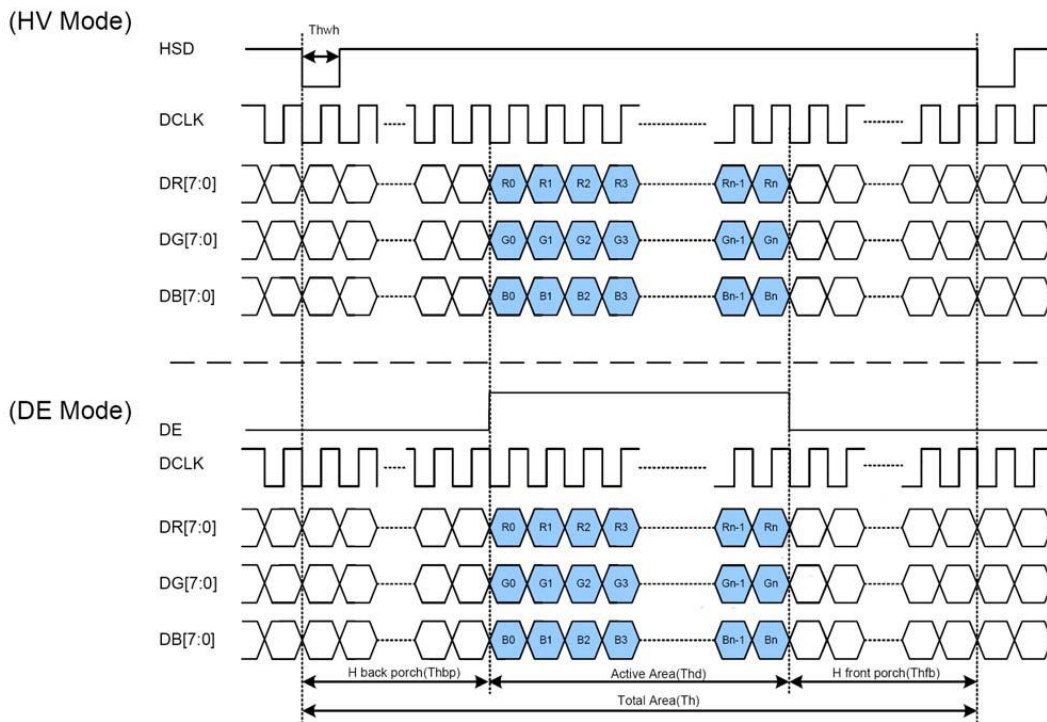 (HV Mode)
Thwh
HSD
DCLK
DR[7:0] R0 R1 R2 R3 Rn-1 Rn
DG[7:0] G0 G1 G2 G3 Gn-1 Gn
DB[7:0] B0 B1 B2 B3 Bn-1 Bn
(DE Mode)
DE
DCLK
DR[7:0] R0 R1 R2 R3 Rn-1 Rn
DG[7:0] G0 G1 G2 G3 Gn-1 Gn
DB[7:0] B0 B1 B2 B3 Bn-1 Bn
H back porch(Thbp) Active Area(Thd) H front porch(Thfb)
Total Area(Th)